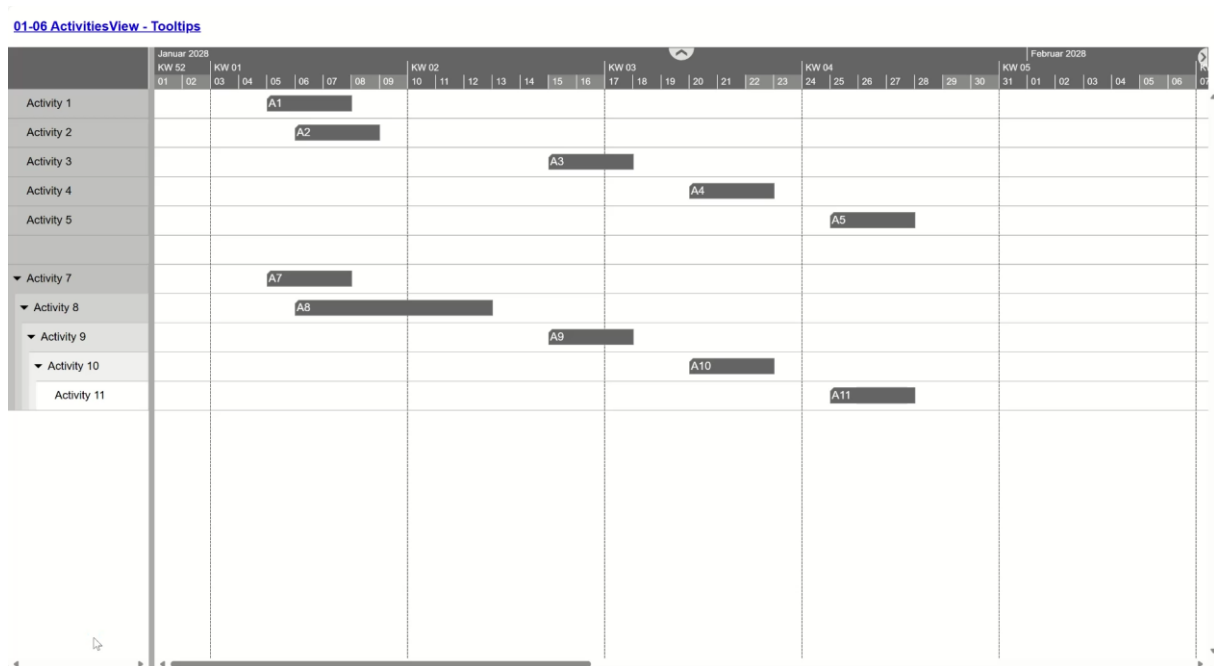 01-06 ActivitiesView - Tooltips
Januar 2028 Februar 2028
KW 52 KW 01 KW 02 KW 03 KW 04 KW 05
01 02 03 04 05 06 07 08 09 10 11 12 13 14 15 16 17 18 19 20 21 22 23 24 25 26 27 28 29 30 31 01 02 03 04 05 06 07
Activity 1 A1
Activity 2 A2
Activity 3 A3
Activity 4 A4
Activity 5 A5
Activity 7 A7
Activity 8 A8
Activity 9 A9
Activity 10 A10
Activity 11 A11